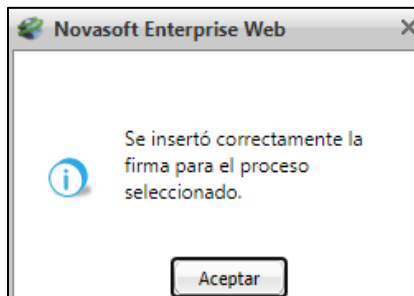 Novasoft Enterprise Web
Se insertó correctamente la
firma para el proceso
seleccionado.
Aceptar